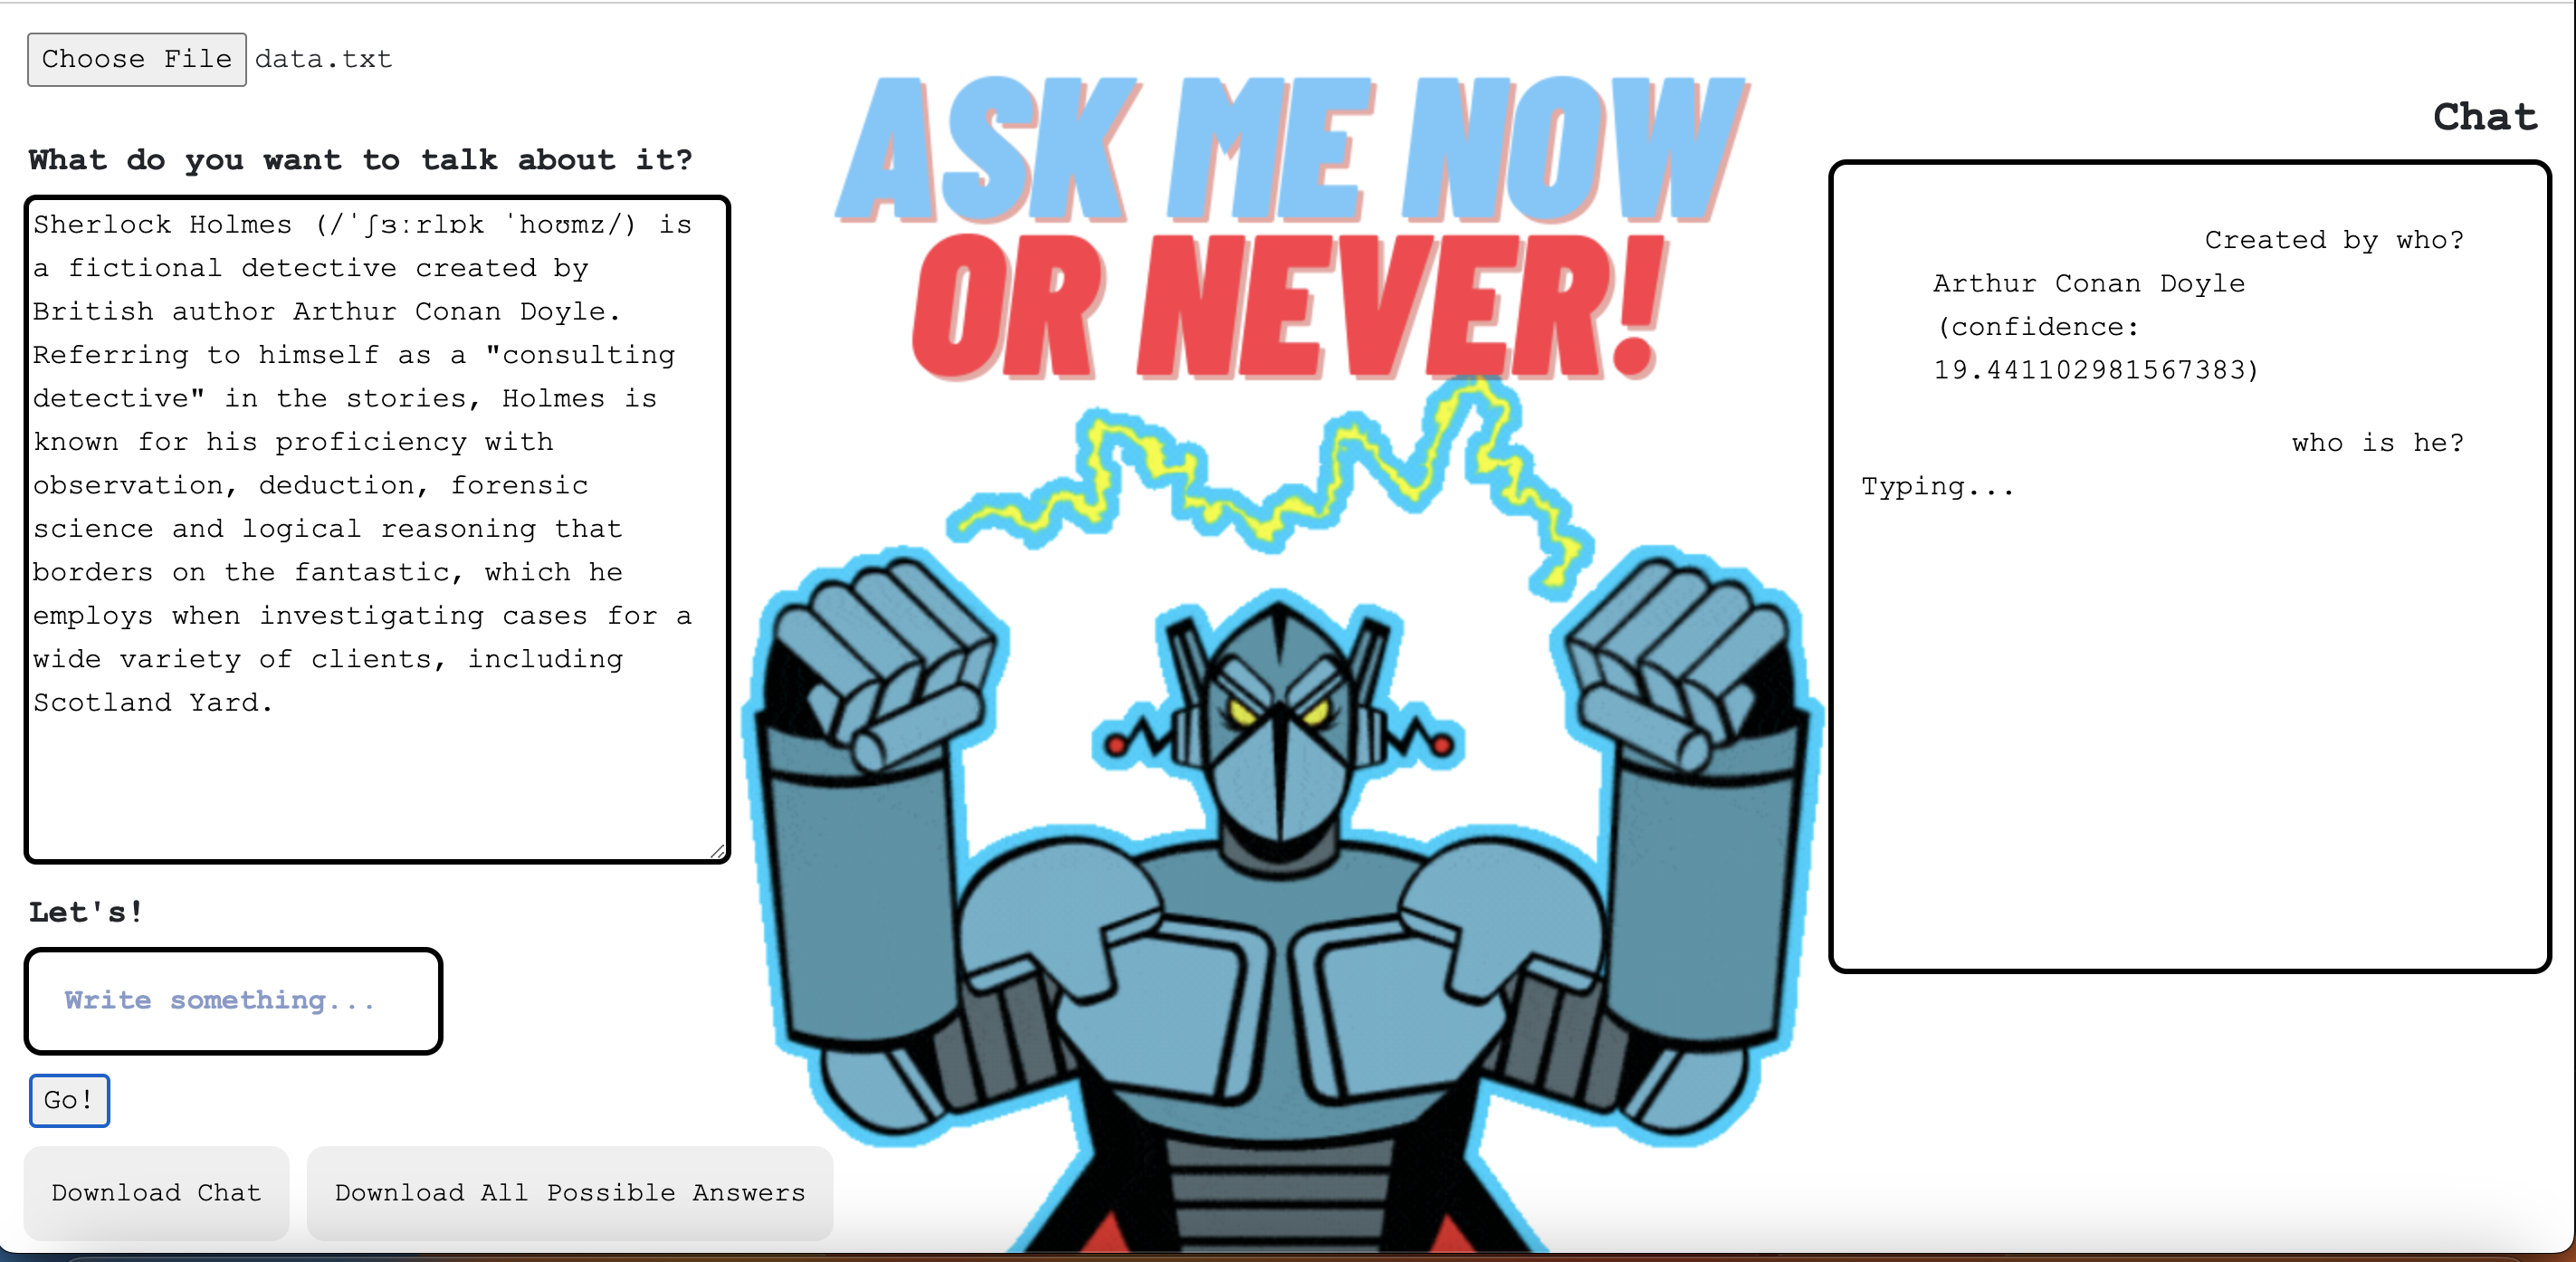 Choose File data.txt
ASK ME NOW
OR NEVER!
What do you want to talk about it?
Sherlock Holmes (/ˈʃɜːrlɒk ˈhoʊmz/) is
a fictional detective created by
British author Arthur Conan Doyle.
Referring to himself as a "consulting
detective" in the stories, Holmes is
known for his proficiency with
observation, deduction, forensic
science and logical reasoning that
borders on the fantastic, which he
employs when investigating cases for a
wide variety of clients, including
Scotland Yard.
Let's!
Write something...
Go!
Download Chat
Download All Possible Answers
Chat
Created by who?
Arthur Conan Doyle
(confidence:
19.441102981567383)
who is he?
Typing...